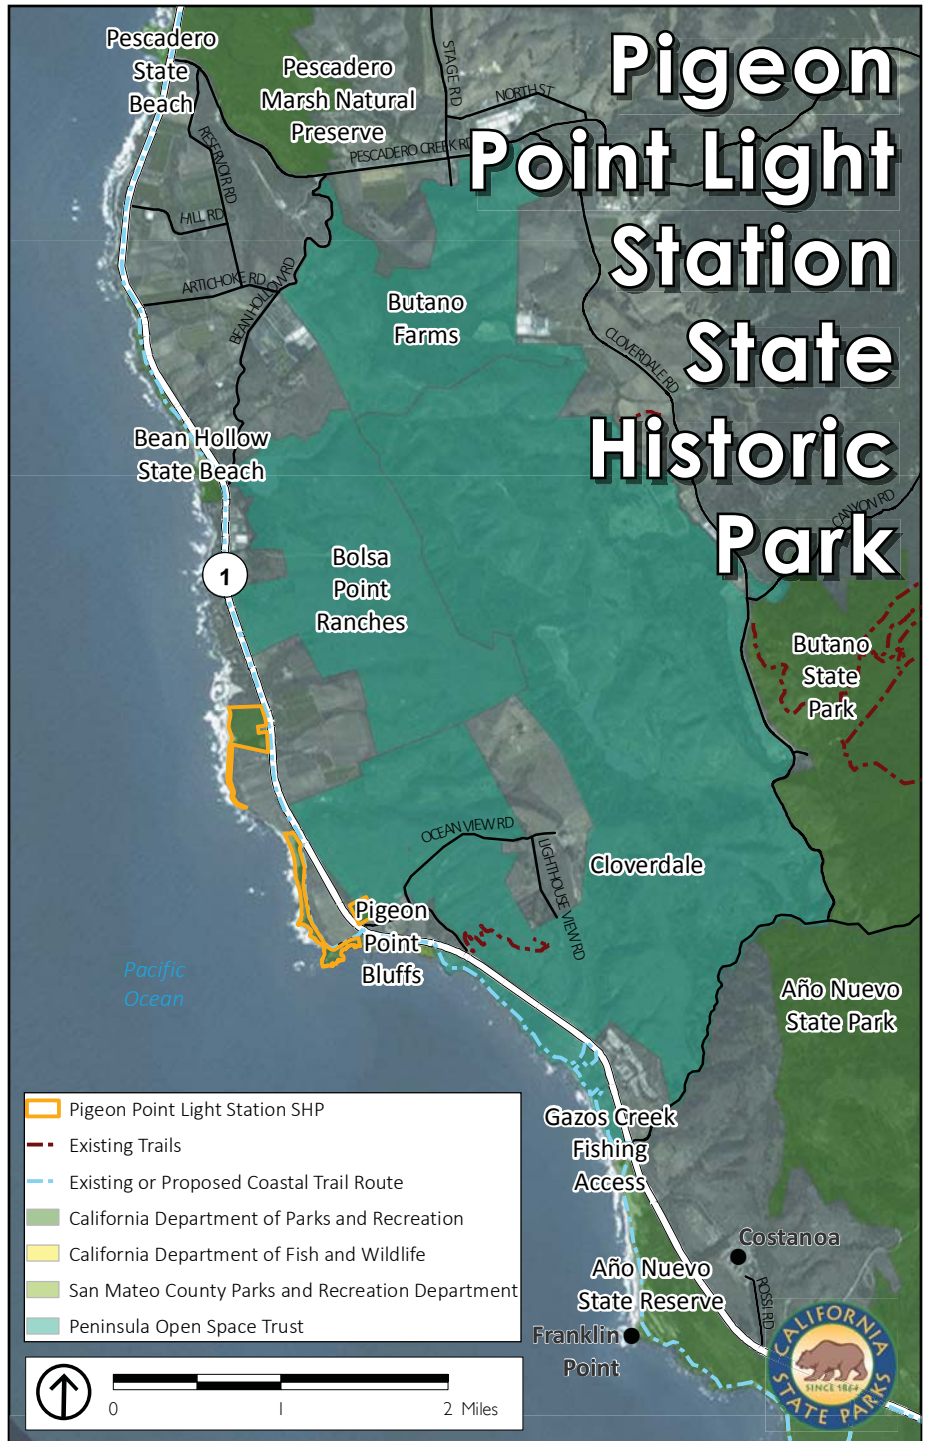 Pigeon
Point Light
Station
State
Historic
Park
Pescadero
State
Beach
Pescadero
Marsh Natural
Preserve
STAGE RD
NORTH ST
PESCADERO CREEK RD
RESERVOIR RD
HILL RD
ARTICHOKE RD
BEAN HOLLOW RD
Butano
Farms
CLOVERDALE RD
Bean Hollow
State Beach
CANYON RD
1
Bolsa
Point
Ranches
Butano
State
Park
OCEAN VIEW RD
LIGHTHOUSE VIEW RD
Cloverdale
Pigeon
Point
Bluffs
Pacific
Ocean
Año Nuevo
State Park
Gazos Creek
Fishing
Access
Costanoa
Año Nuevo
State Reserve
ROSSI RD
Franklin
Point
Pigeon Point Light Station SHP
Existing Trails
Existing or Proposed Coastal Trail Route
California Department of Parks and Recreation
California Department of Fish and Wildlife
San Mateo County Parks and Recreation Department
Peninsula Open Space Trust
0 1 2 Miles
CALIFORNIA
SINCE 1864
STATE PARKS